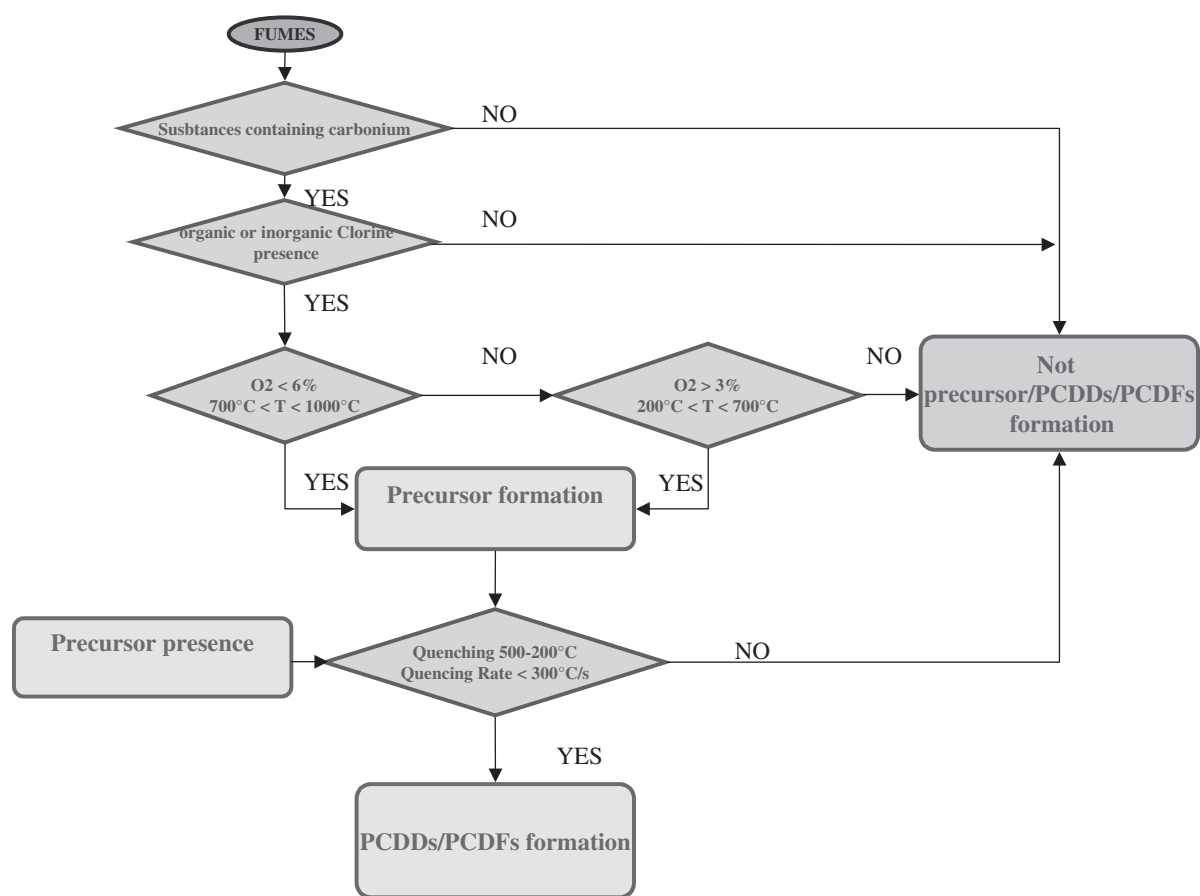 FUMES
Susbtances containing carbonium
NO
YES
organic or inorganic Clorine
presence
NO
YES
O2 < 6%
700°C < T < 1000°C
NO
O2 > 3%
200°C < T < 700°C
NO
Not
precursor/PCDDs/PCDFs
formation
YES
Precursor formation
YES
Precursor presence
Quenching 500-200°C
Quencing Rate < 300°C/s
NO
YES
PCDDs/PCDFs formation